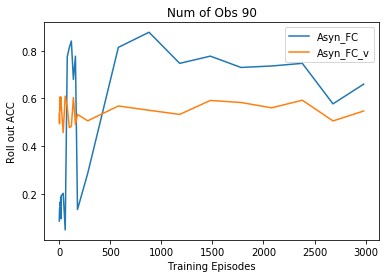 Num of Obs 90
Asyn_FC
Asyn_FC_v
Roll out ACC
0.8
0.6
0.4
0.2
0
500
1000
1500
2000
2500
3000
Training Episodes